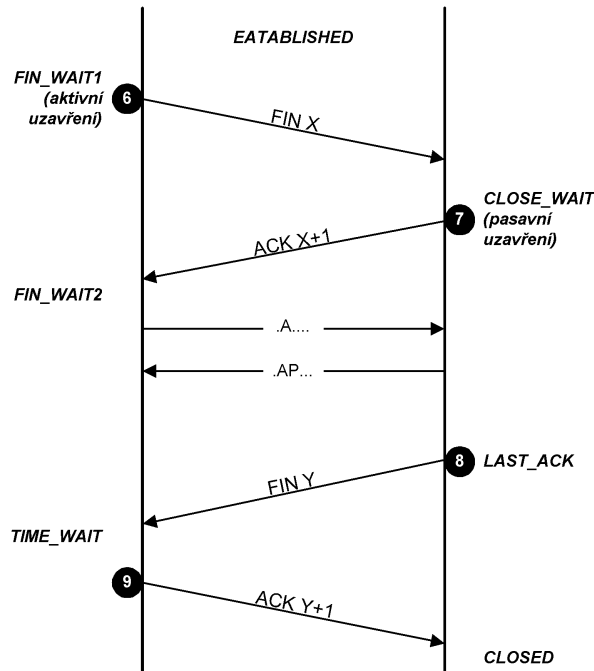 EATABLISHED
FIN_WAIT1
(aktivní
uzavření)
6
FIN X
CLOSE_WAIT
(pasavní
uzavření)
7
ACK X+1
FIN_WAIT2
.A....
.AP...
8
LAST_ACK
FIN Y
TIME_WAIT
9
ACK Y+1
CLOSED